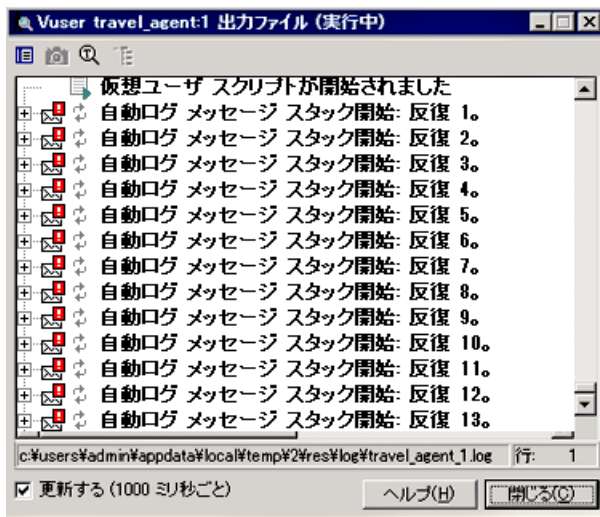 Vuser travel_agent:1 出力ファイル (実行中)
仮想ユーザ スクリプトが開始されました
自動ログ メッセージ スタック開始: 反復 1。
自動ログ メッセージ スタック開始: 反復 2。
自動ログ メッセージ スタック開始: 反復 3。
自動ログ メッセージ スタック開始: 反復 4。
自動ログ メッセージ スタック開始: 反復 5。
自動ログ メッセージ スタック開始: 反復 6。
自動ログ メッセージ スタック開始: 反復 7。
自動ログ メッセージ スタック開始: 反復 8。
自動ログ メッセージ スタック開始: 反復 9。
自動ログ メッセージ スタック開始: 反復 10。
自動ログ メッセージ スタック開始: 反復 11。
自動ログ メッセージ スタック開始: 反復 12。
自動ログ メッセージ スタック開始: 反復 13。
c:¥users¥admin¥appdata¥local¥temp¥2¥res¥log¥travel_agent_1.log 行: 1
更新する (1000 ミリ秒ごと) ヘルプ(H) 閉じる(C)